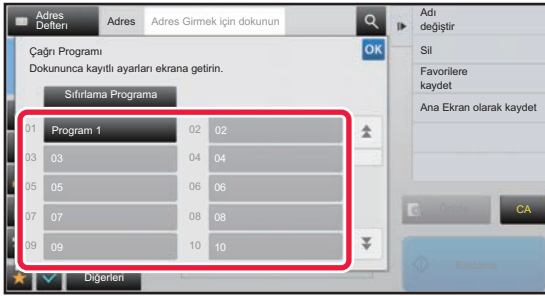 Adres
Defteri
Adres
Adres Girmek için dokunun
Çağrı Programı
OK
Dokununca kayıtlı ayarları ekrana getirin.
Sıfırlama Programa
01 Program 1
02 02
03 03
04 04
05 05
06 06
07 07
08 08
09 09
10 10
Diğerleri
Adı
değiştir
Sil
Favorilere
kaydet
Ana Ekran olarak kaydet
CA